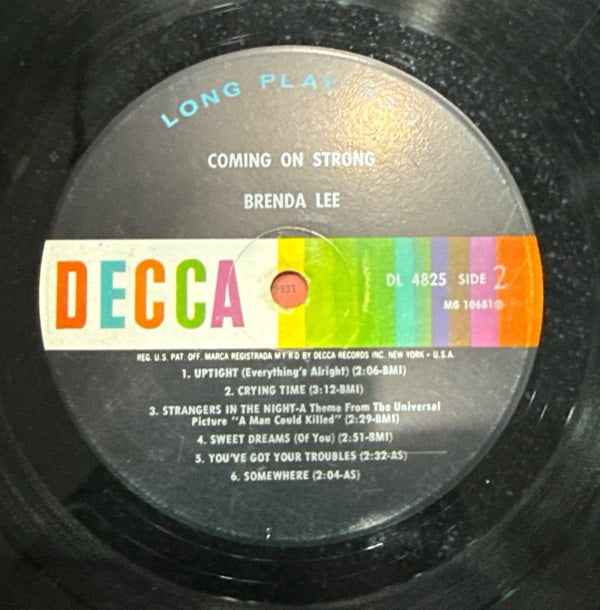 LONG PLAY
COMING ON STRONG
BRENDA LEE
DECCA
DL 4825 SIDE 2
MG 10681
REG. U.S. PAT. OFF. MARCA REGISTRADA M'F'R'D BY DECCA RECORDS INC. NEW YORK • U.S.A.
1. UPTIGHT (Everything's Alright) (2:06-BMI)
2. CRYING TIME (3:12-BMI)
3. STRANGERS IN THE NIGHT-A Theme From The Universal
Picture "A Man Could Killed" (2:29-BMI)
4. SWEET DREAMS (Of You) (2:51-BMI)
5. YOU'VE GOT YOUR TROUBLES (2:32-AS)
6. SOMEWHERE (2:04-AS)